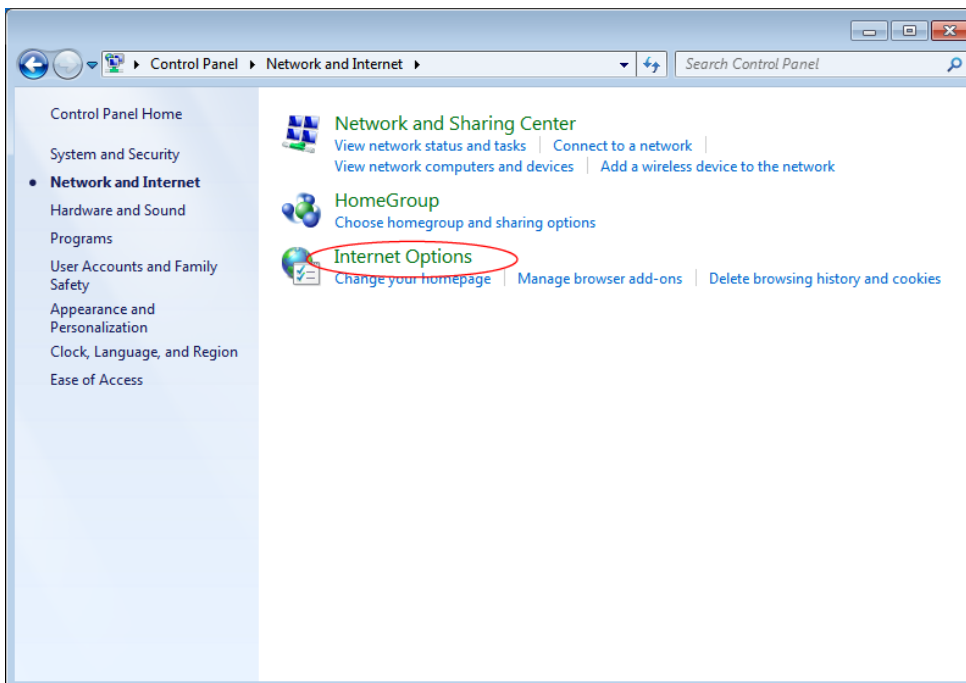 Control Panel Network and Internet Search Control Panel
Control Panel Home
System and Security
Network and Internet
Hardware and Sound
Programs
User Accounts and Family
Safety
Appearance and
Personalization
Clock, Language, and Region
Ease of Access
Network and Sharing Center
View network status and tasks Connect to a network
View network computers and devices Add a wireless device to the network
HomeGroup
Choose homegroup and sharing options
Internet Options
Change your homepage Manage browser add-ons Delete browsing history and cookies